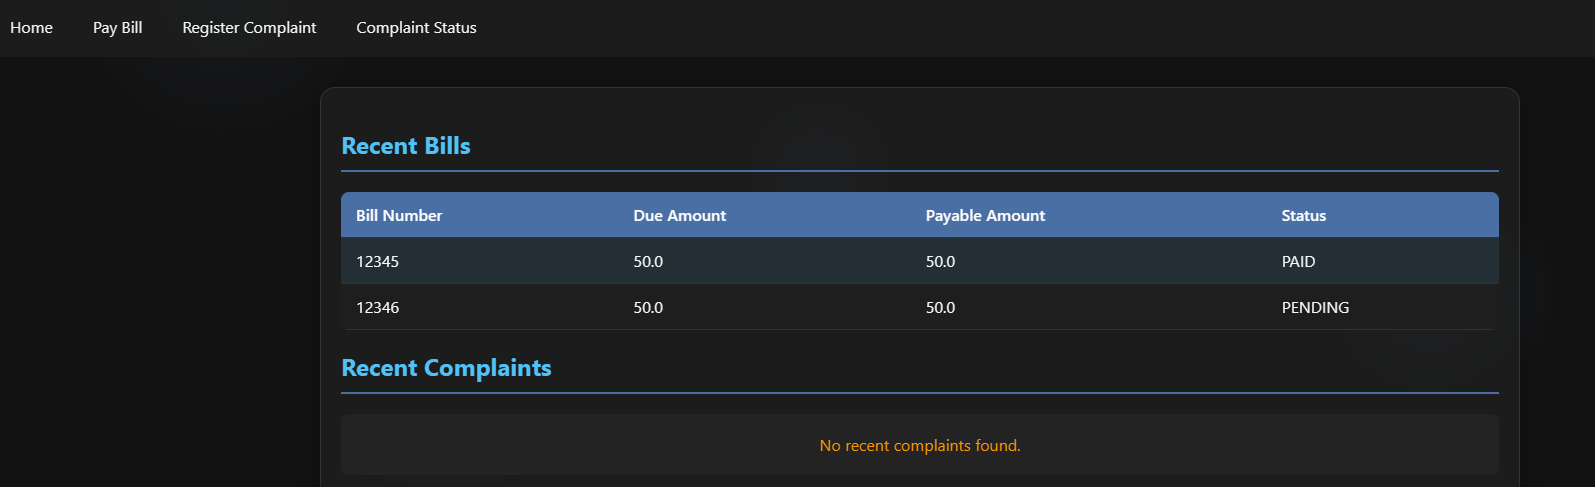 Home Pay Bill Register Complaint Complaint Status
Recent Bills
Bill Number Due Amount Payable Amount Status
12345 50.0 50.0 PAID
12346 50.0 50.0 PENDING
Recent Complaints
No recent complaints found.